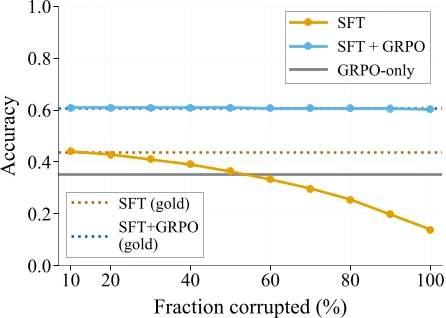 1.0
0.8
0.6
0.4
0.2
0.0
Accuracy
SFT
SFT + GRPO
GRPO-only
SFT (gold)
SFT+GRPO
(gold)
10
20
40
60
80
100
Fraction corrupted (%)